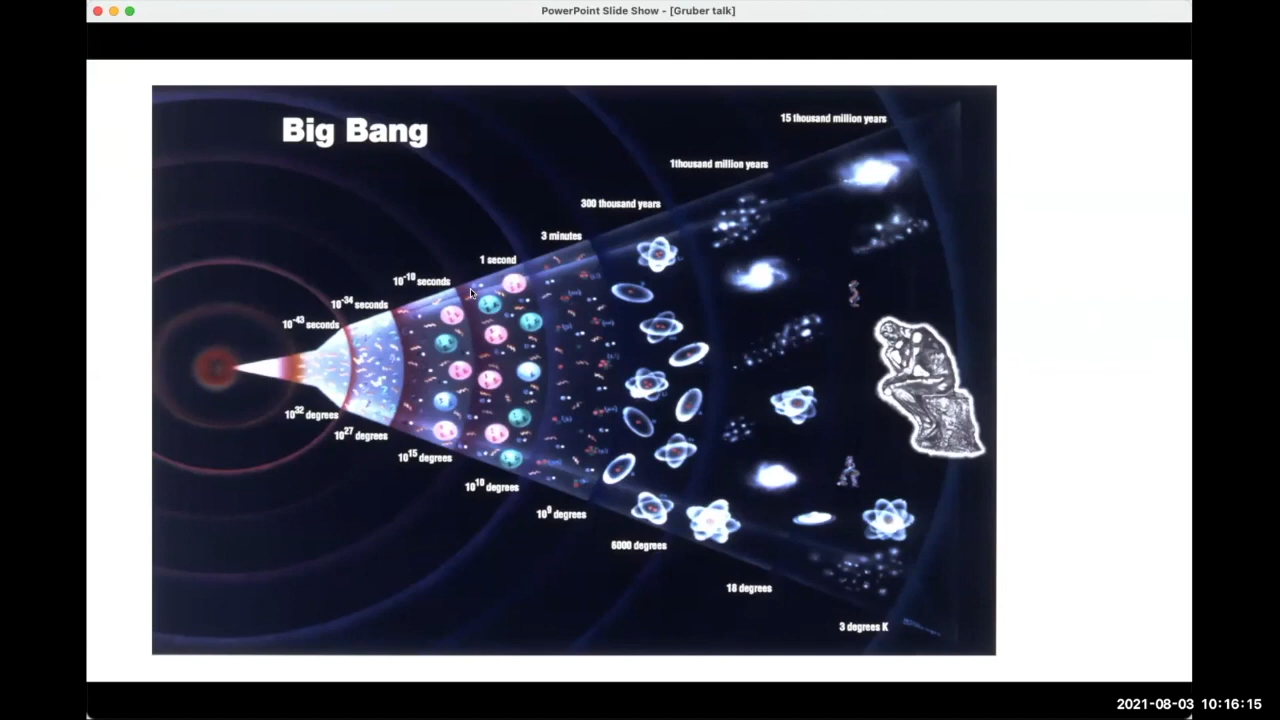 PowerPoint Slide Show - [Gruber talk]
Big Bang
15 thousand million years
1thousand million years
300 thousand years
3 minutes
1 second
10-10 seconds
10-34 seconds
10-43 seconds
1032 degrees
1027 degrees
1015 degrees
1010 degrees
109 degrees
6000 degrees
18 degrees
3 degrees K
2021-08-03 10:16:15